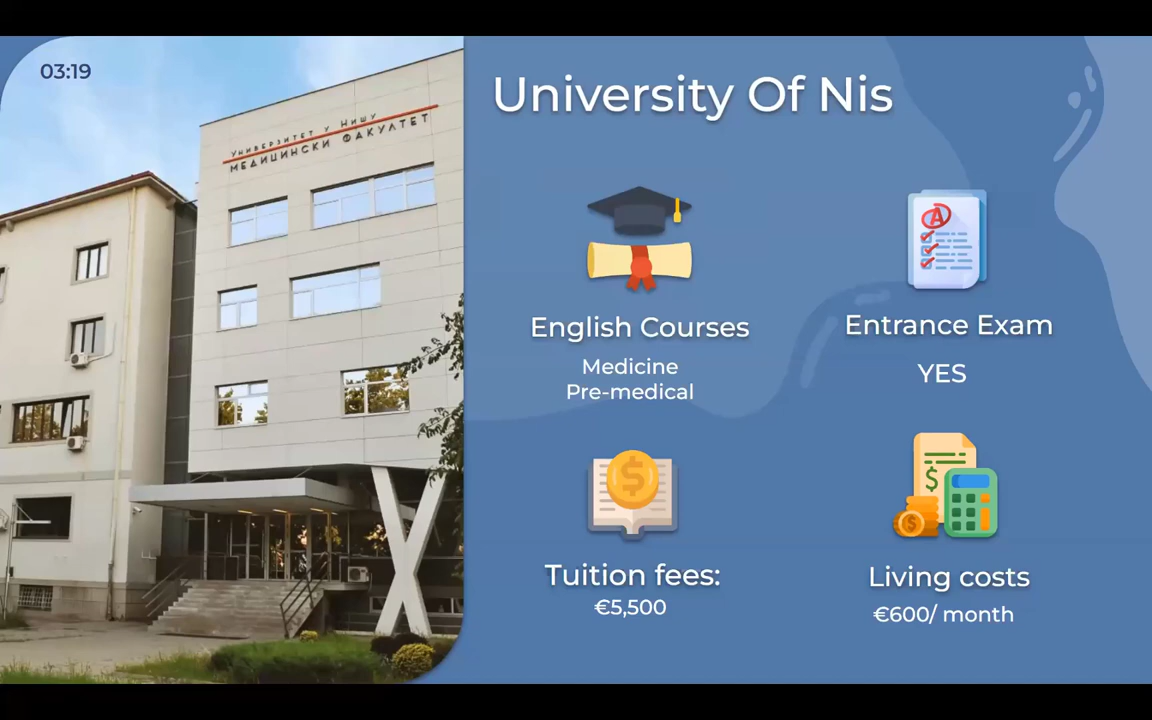 03:19
УНИВЕРЗИТЕТ У НИШУ
МЕДИЦИНСКИ ФАКУЛТЕТ
University Of Nis
English Courses
Medicine
Pre-medical
A
Entrance Exam
YES
$
Tuition fees:
€5,500
$
$
Living costs
€600/ month